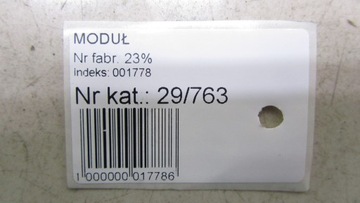 MODUŁ
Nr fabr. 23%
Indeks: 001778
Nr kat.: 29/763
1 000000 017786